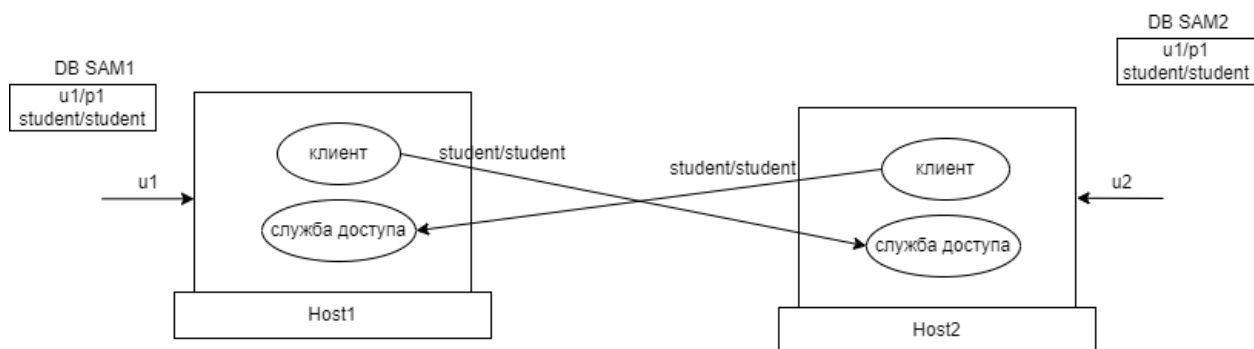 DB SAM2
u1/p1
student/student
DB SAM1
u1/p1
student/student
клиент
student/student
student/student
клиент
u1
u2
служба доступа
служба доступа
Host1
Host2